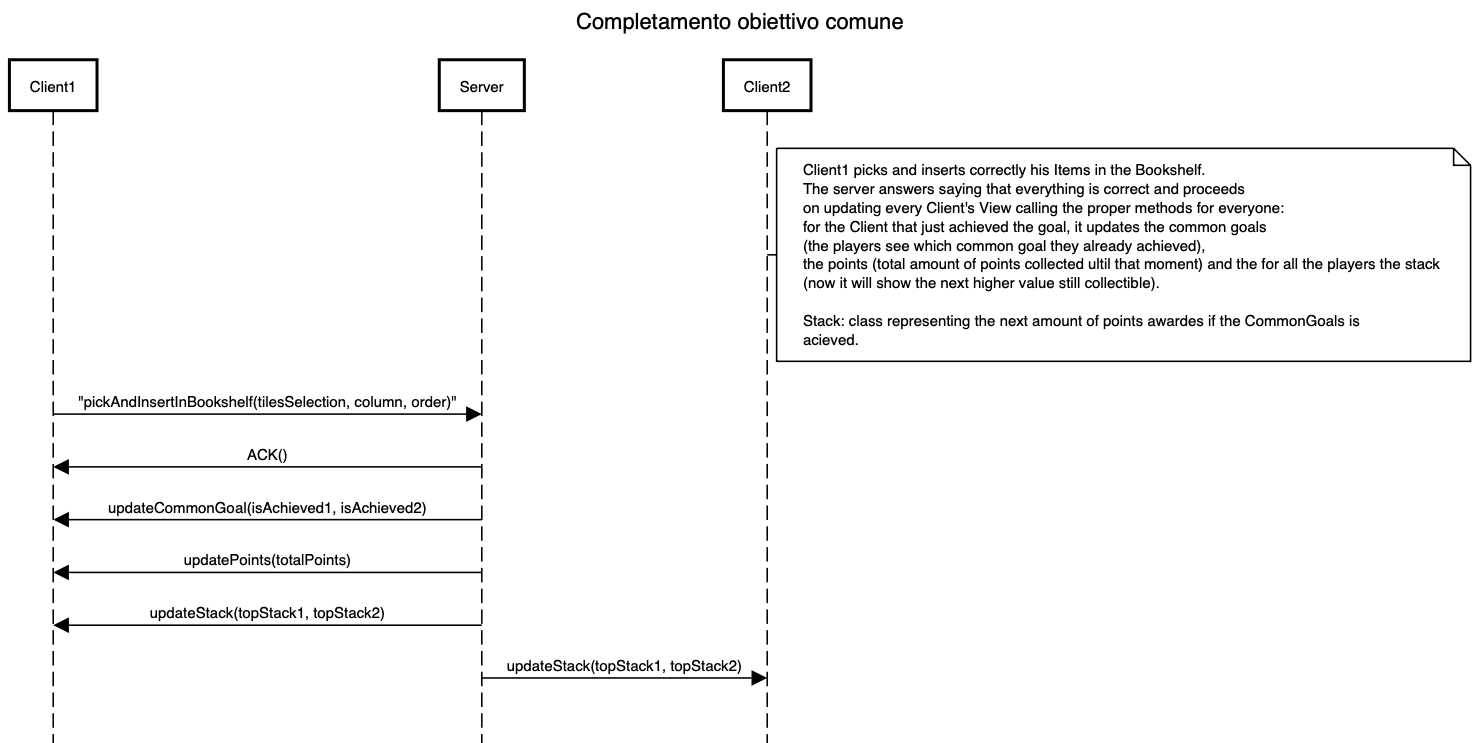 Completamento obiettivo comune
Client1
Server
Client2
Client1 picks and inserts correctly his Items in the Bookshelf.
The server answers saying that everything is correct and proceeds
on updating every Client's View calling the proper methods for everyone:
for the Client that just achieved the goal, it updates the common goals
(the players see which common goal they already achieved),
the points (total amount of points collected ultil that moment) and the for all the players the stack
(now it will show the next higher value still collectible).
Stack: class representing the next amount of points awardes if the CommonGoals is
acieved.
"pickAndInsertInBookshelf(tilesSelection, column, order)"
ACK()
updateCommonGoal(isAchieved1, isAchieved2)
updatePoints(totalPoints)
updateStack(topStack1, topStack2)
updateStack(topStack1, topStack2)